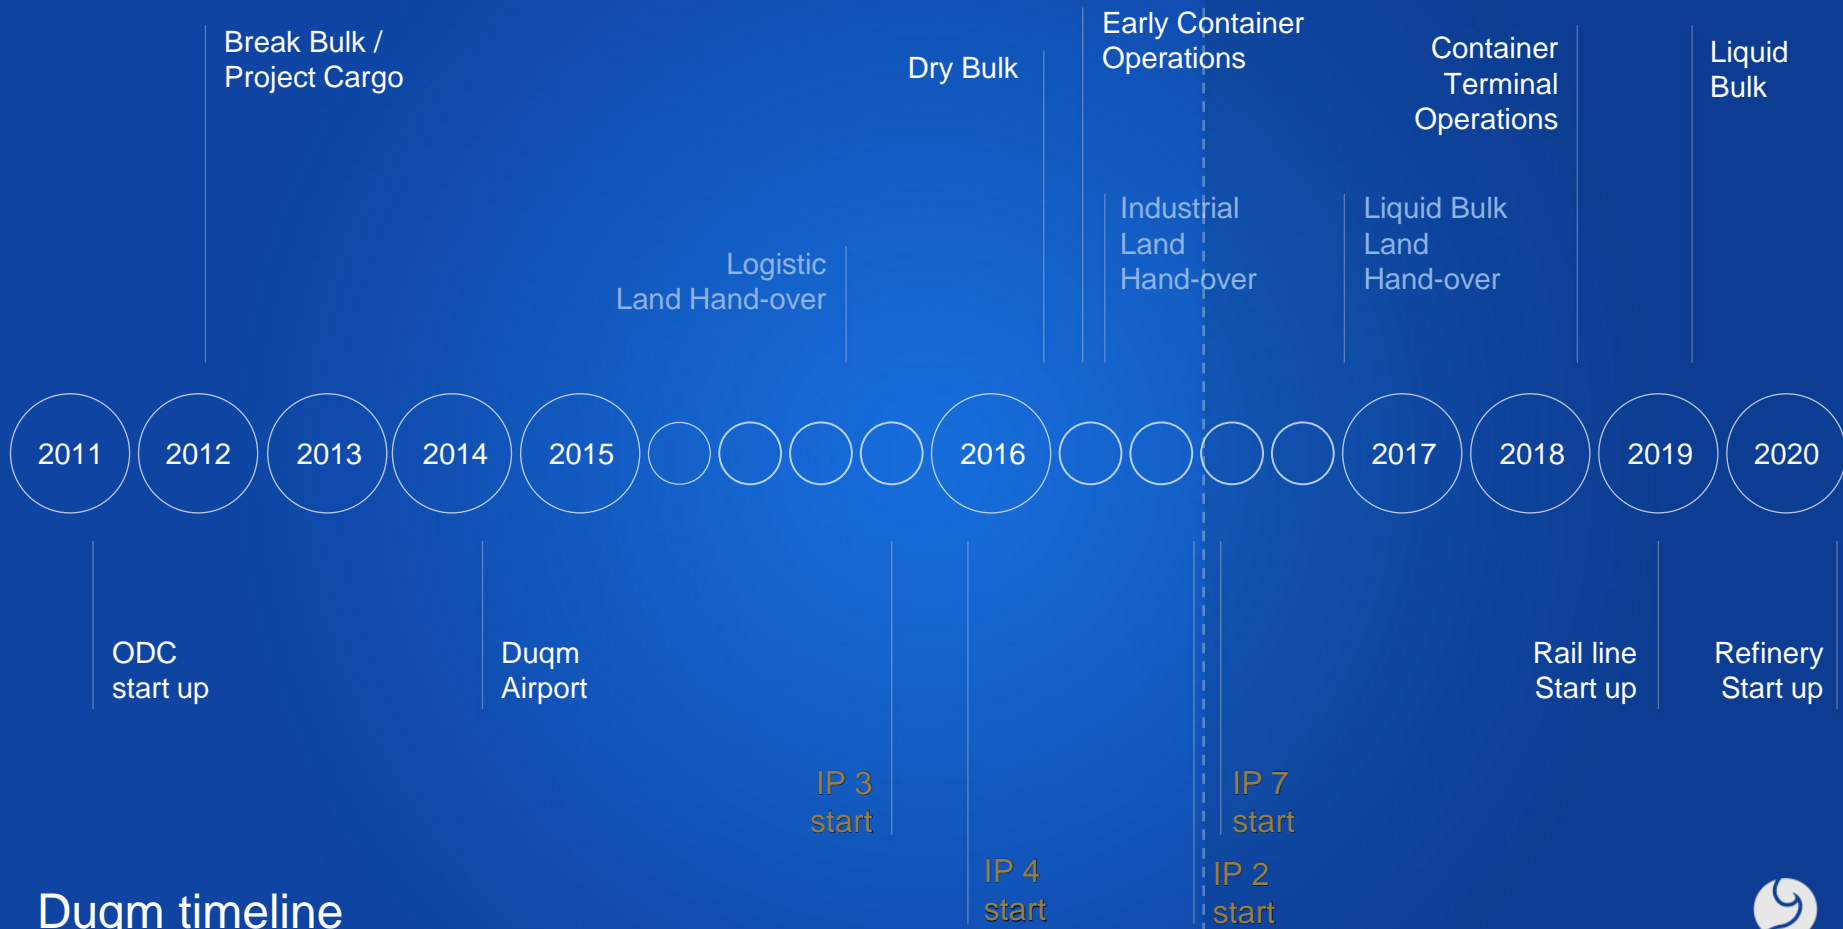 Break Bulk /
Project Cargo
Dry Bulk
Early Container
Operations
Container
Terminal
Operations
Liquid
Bulk
Logistic
Land Hand-over
Industrial
Land
Hand-over
Liquid Bulk
Land
Hand-over
2011
2012
2013
2014
2015
2016
2017
2018
2019
2020
ODC
start up
Duqm
Airport
Rail line
Start up
Refinery
Start up
IP 3
start
IP 7
start
IP 4
start
IP 2
start
Duqm timeline